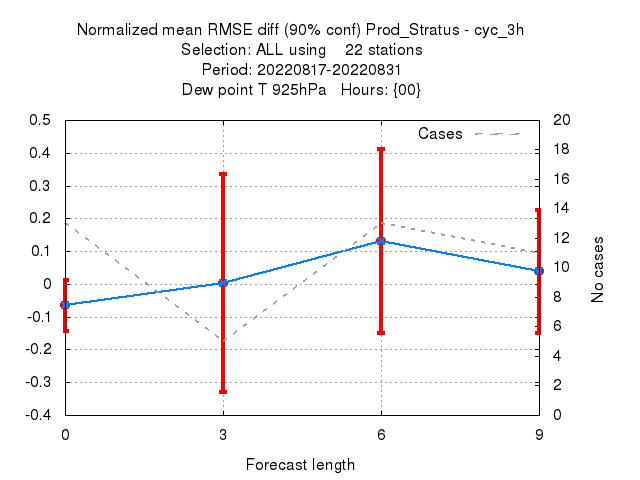 Normalized mean RMSE diff (90% conf) Prod_Stratus - cyc_3h
Selection: ALL using    22 stations
Period: 20220817-20220831
Dew point T 925hPa   Hours: {00}
Cases
0.5
0.4
0.3
0.2
0.1
0
-0.1
-0.2
-0.3
-0.4
20
18
16
14
12
10
8
6
4
2
0
No cases
0 3 6 9
Forecast length